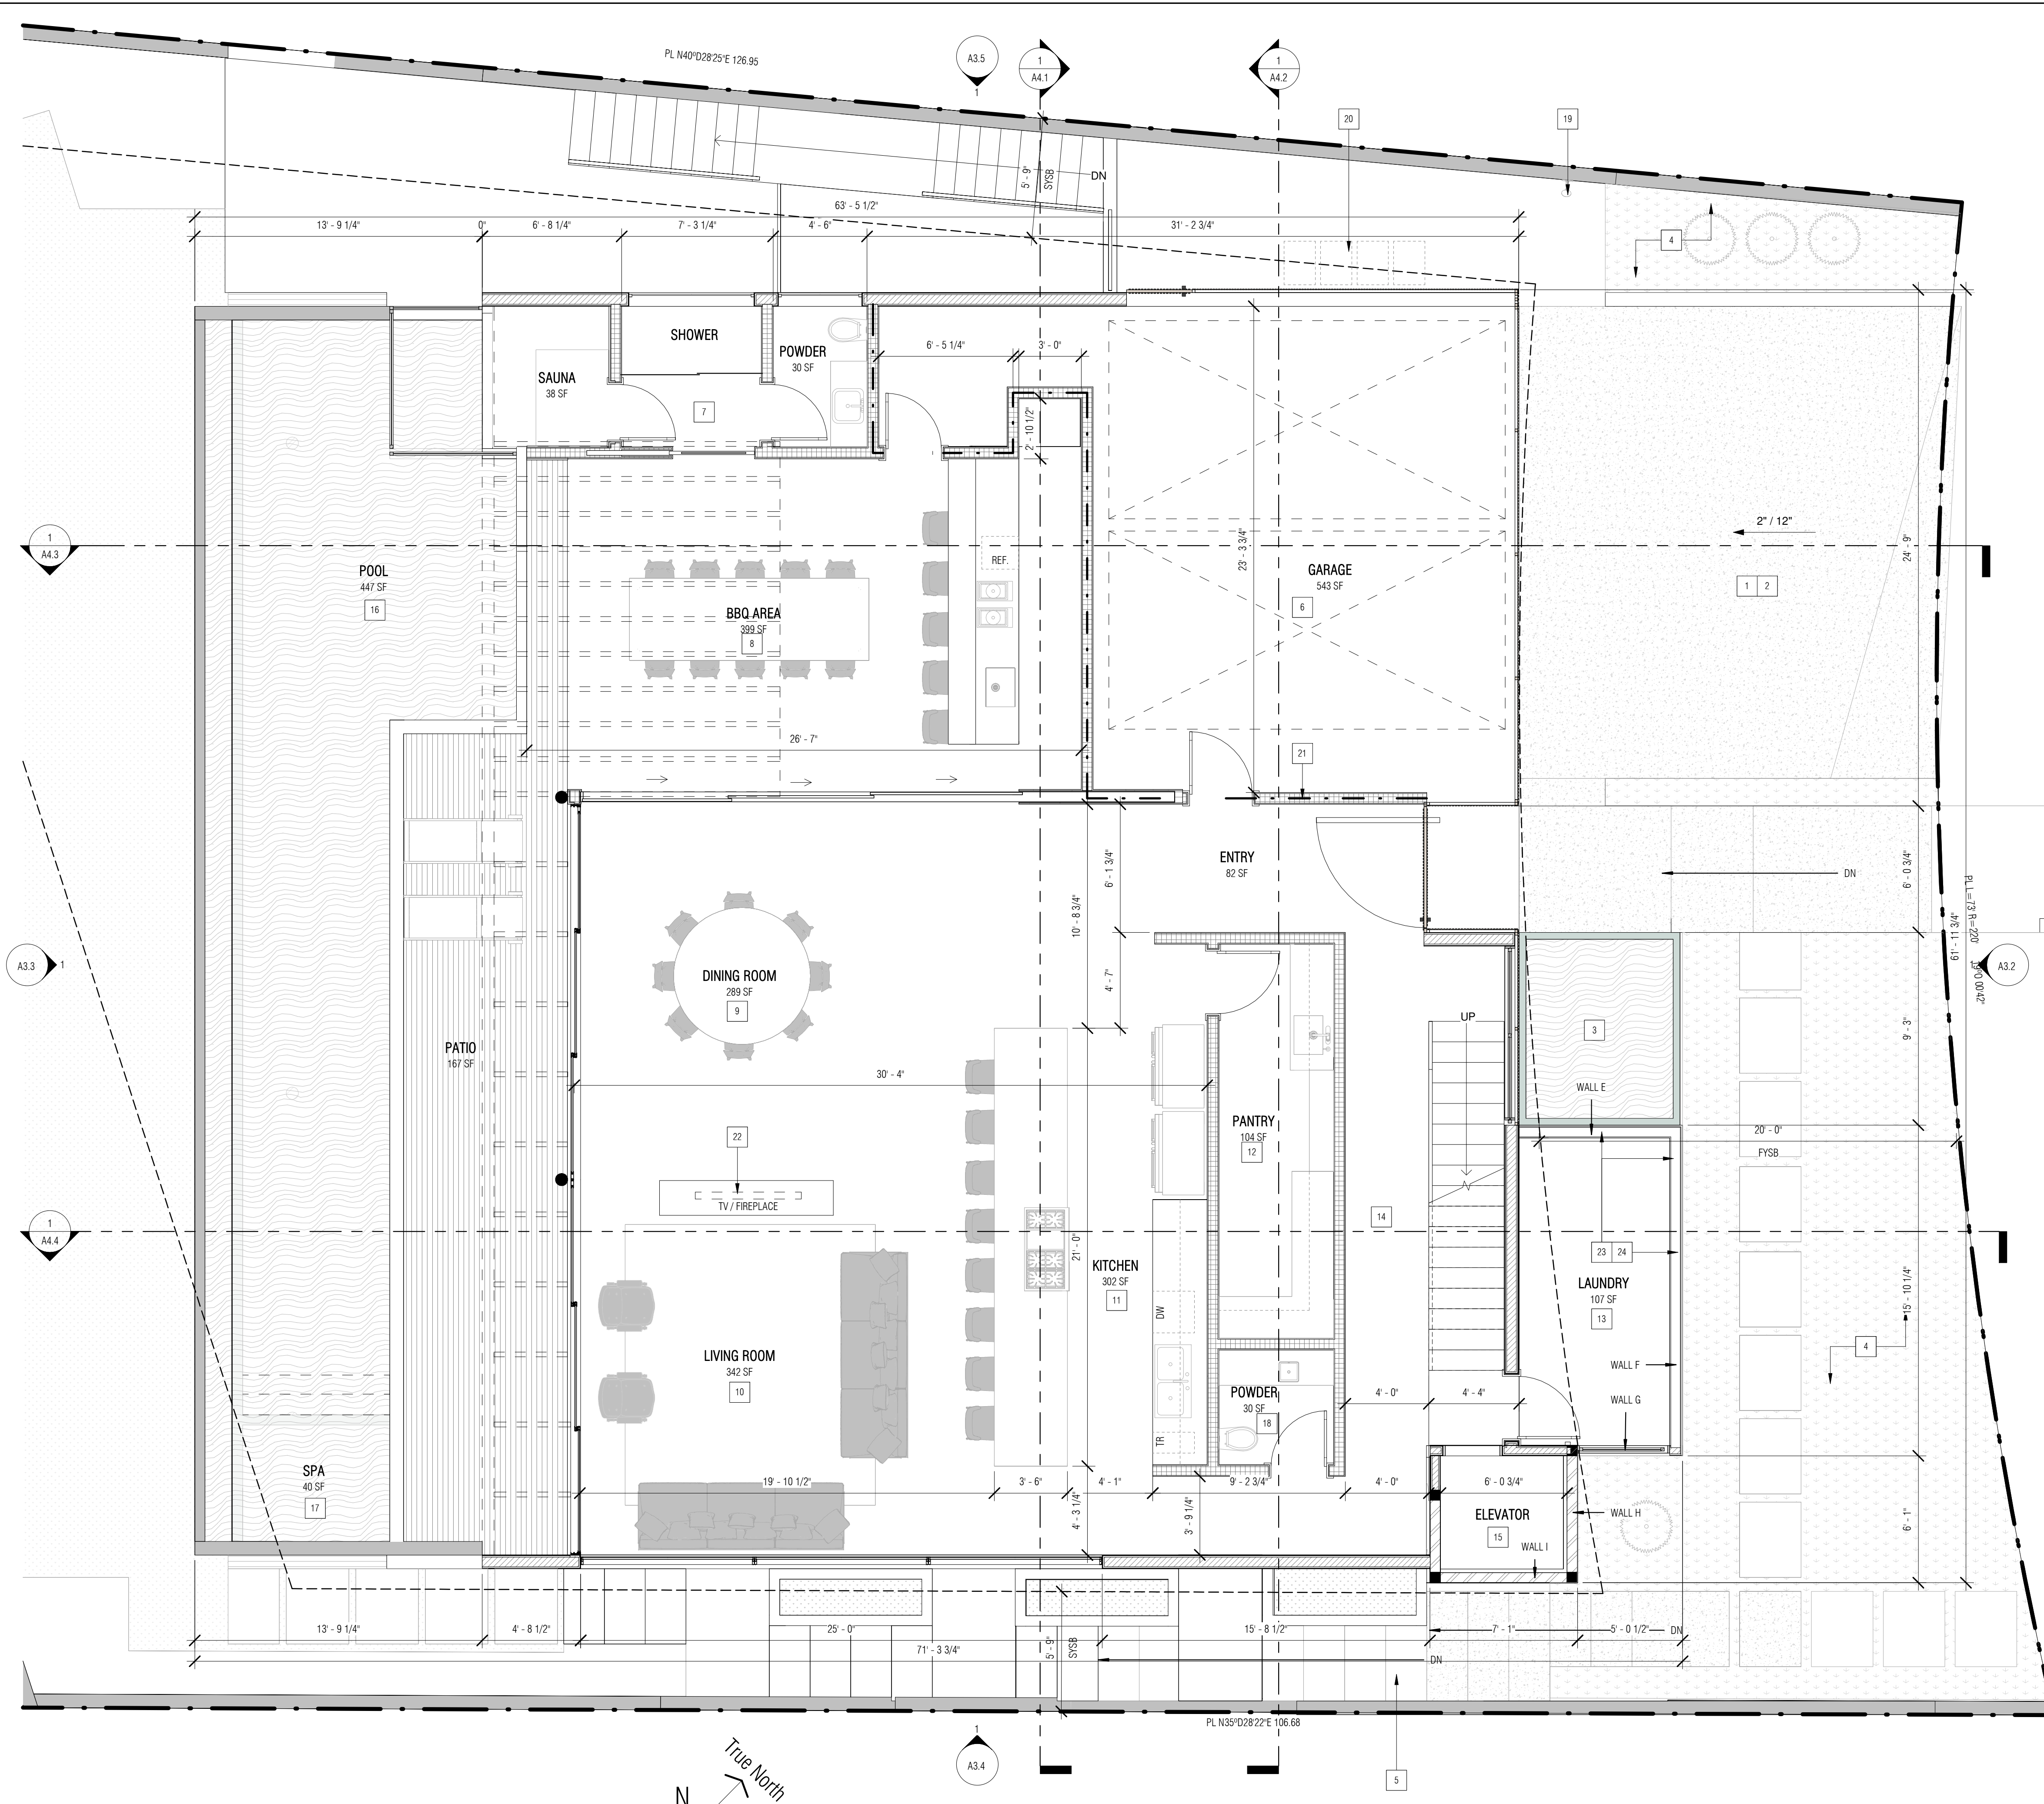 PL N40ºD28'25"E 126.95
A3.5
1
1
A4.1
1
A4.2
20
19
5' - 9"
SYSB
DN
63' - 5 1/2"
13' - 9 1/4"
0"
6' - 8 1/4"
7' - 3 1/4"
4' - 6"
31' - 2 3/4"
4
SHOWER
POWDER
30 SF
SAUNA
38 SF
7
6' - 5 1/4"
3' - 0"
2' - 10 1/2"
1
A4.3
POOL
447 SF
16
REF.
BBQ AREA
399 SF
8
23' - 3 3/4"
GARAGE
543 SF
6
2" / 12"
1
2
24' - 9"
26' - 7"
21
ENTRY
82 SF
6' - 1 3/4"
10' - 8 3/4"
4' - 7"
DN
6' - 0 3/4"
PL L = 73' R = 220'
19ºD 00'42"
61' - 11 3/4"
A3.3
1
A3.2
DINING ROOM
289 SF
9
UP
3
9' - 3"
PATIO
167 SF
30' - 4"
WALL E
PANTRY
104 SF
12
22
TV / FIREPLACE
20' - 0"
FYSB
1
A4.4
14
21' - 0"
23
24
KITCHEN
302 SF
11
LAUNDRY
107 SF
13
DW
15' - 10 1/4"
4
LIVING ROOM
342 SF
10
WALL F
POWDER
30 SF
18
4' - 0"
4' - 4"
WALL G
TR
SPA
40 SF
17
19' - 10 1/2"
3' - 6"
4' - 1"
9' - 2 3/4"
4' - 0"
6' - 0 3/4"
4' - 3 1/4"
3' - 9 1/4"
ELEVATOR
15
WALL H
WALL I
6' - 1"
13' - 9 1/4"
4' - 8 1/2"
25' - 0"
15' - 8 1/2"
7' - 1"
5' - 0 1/2"
DN
71' - 3 3/4"
5' - 9"
SYSB
DN
PL N35ºD28'22"E 106.68
1
A3.4
5
True North
N